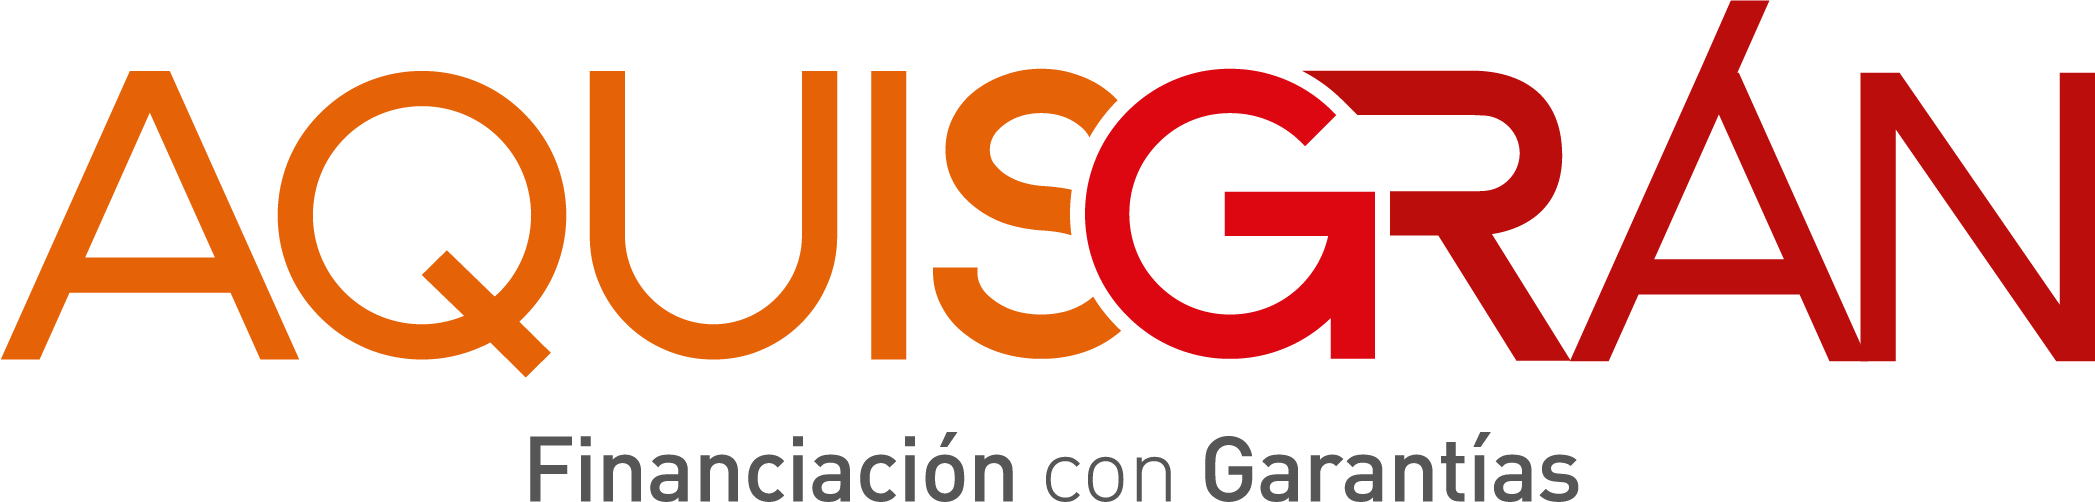 AQUISGRÁN
Financiación con Garantías